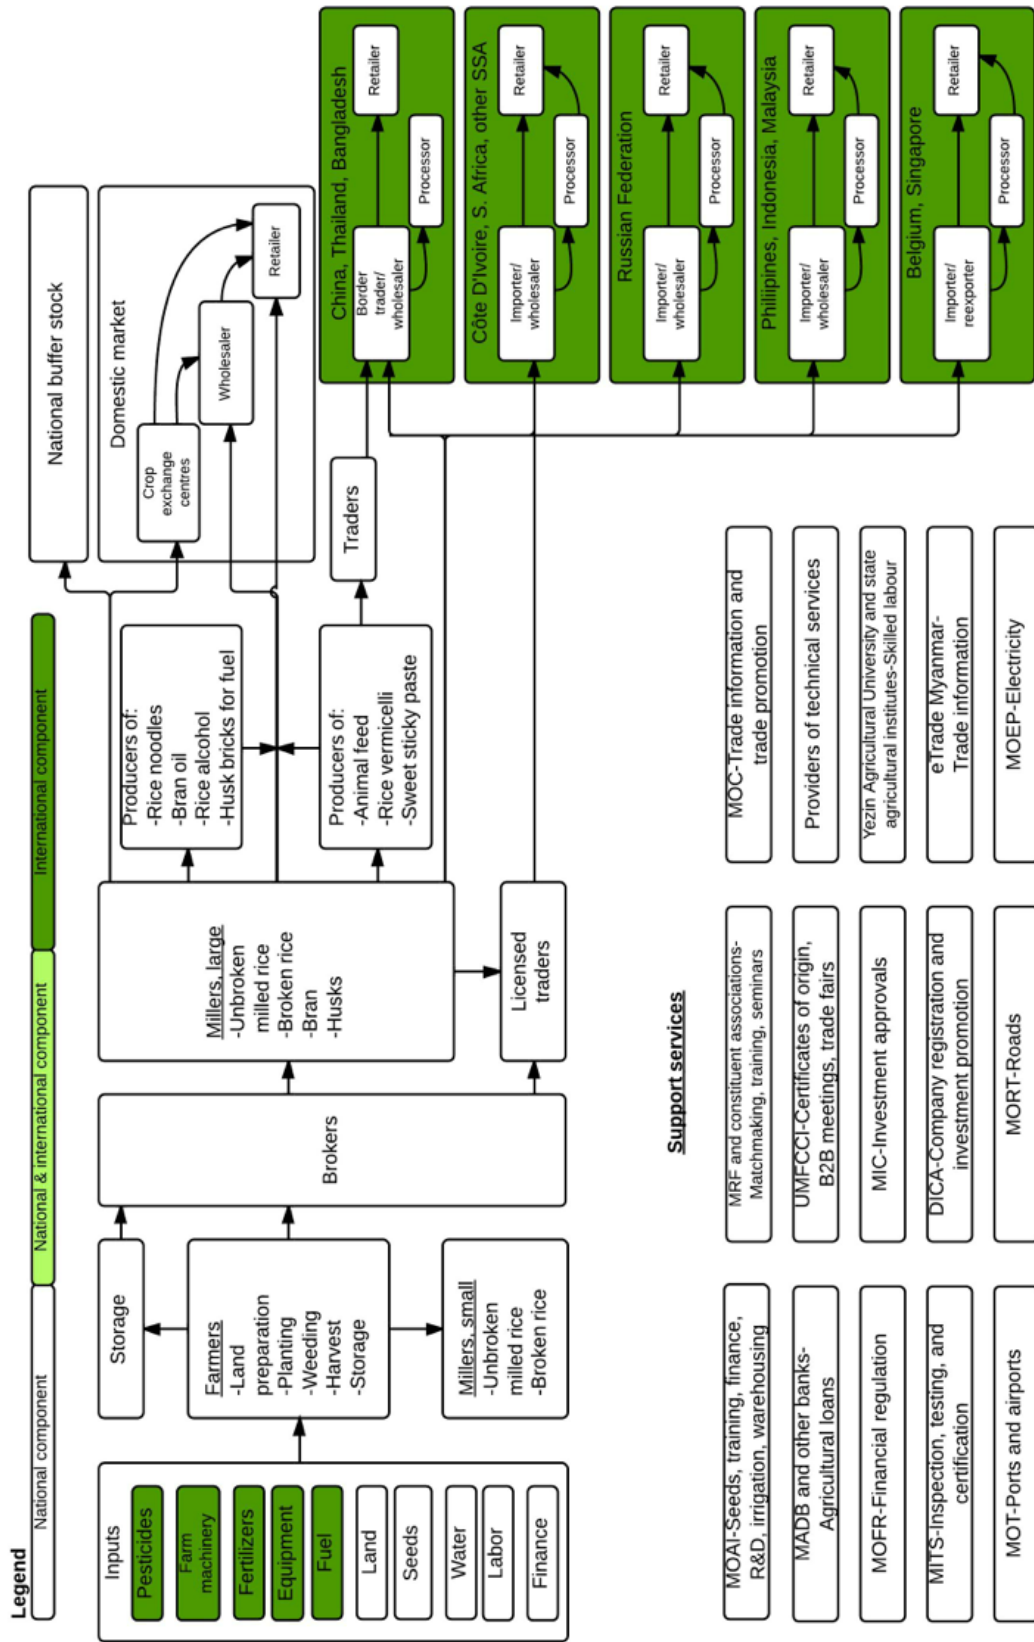 Legend
National component
National & international component
International component
Inputs
Pesticides
Farm
machinery
Fertilizers
Equipment
Fuel
Land
Seeds
Water
Labor
Finance
Storage
Farmers
-Land
preparation
-Planting
-Weeding
-Harvest
-Storage
Millers, small
-Unbroken
milled rice
-Broken rice
Brokers
Millers, large
-Unbroken
milled rice
-Broken rice
-Bran
-Husks
Licensed
traders
Producers of:
-Rice noodles
-Bran oil
-Rice alcohol
-Husk bricks for fuel
Producers of:
-Animal feed
-Rice vermicelli
-Sweet sticky paste
Traders
National buffer stock
Domestic market
Crop
exchange
centres
Wholesaler
Retailer
China, Thailand, Bangladesh
Border
trader/
wholesaler
Processor
Retailer
Côte D'Ivoire, S. Africa, other SSA
Importer/
wholesaler
Processor
Retailer
Russian Federation
Importer/
wholesaler
Processor
Retailer
Philiipines, Indonesia, Malaysia
Importer/
wholesaler
Processor
Retailer
Belgium, Singapore
Importer/
reexporter
Processor
Retailer
Support services
MOAI-Seeds, training, finance,
R&D, irrigation, warehousing
MRF and constituent associations-
Matchmaking, training, seminars
MOC-Trade information and
trade promotion
MADB and other banks-
Agricultural loans
UMFCCI-Certificates of origin,
B2B meetings, trade fairs
Providers of technical services
MOFR-Financial regulation
MIC-Investment approvals
Yezin Agricultural University and state
agricultural institutes-Skilled labour
MITS-Inspection, testing, and
certification
DICA-Company registration and
investment promotion
eTrade Myanmar-
Trade information
MOT-Ports and airports
MORT-Roads
MOEP-Electricity